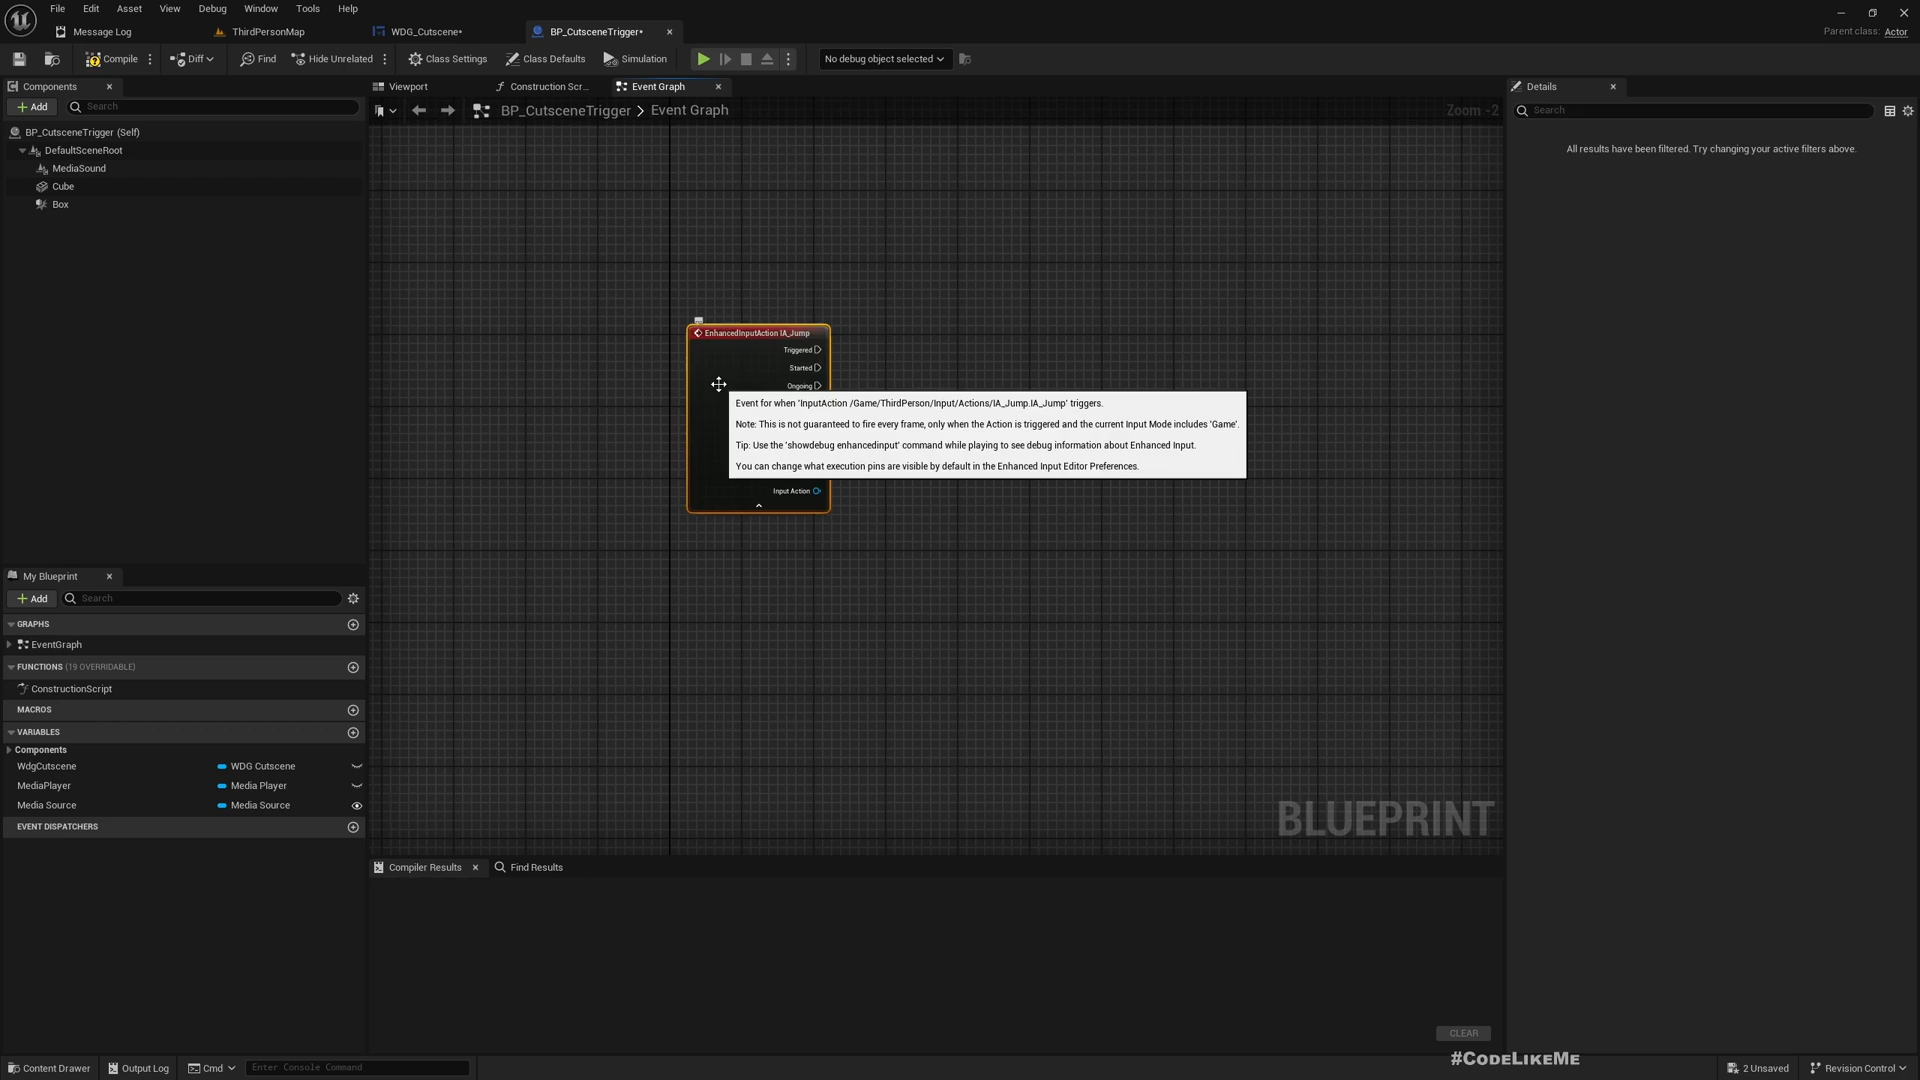 File Edit Asset View Debug Window Tools Help
Message Log ThirdPersonMap WDG_Cutscene* BP_CutsceneTrigger*
Parent class: Actor
Compile Diff Find Hide Unrelated Class Settings Class Defaults Simulation No debug object selected
Components
Add Search
BP_CutsceneTrigger (Self)
DefaultSceneRoot
MediaSound
Cube
Box
Viewport Construction Scr... Event Graph
BP_CutsceneTrigger > Event Graph
Zoom -2
EnhancedInputAction IA_Jump
Triggered
Started
Ongoing
Event for when 'InputAction /Game/ThirdPerson/Input/Actions/IA_Jump.IA_Jump' triggers.
Note: This is not guaranteed to fire every frame, only when the Action is triggered and the current Input Mode includes 'Game'.
Tip: Use the 'showdebug enhancedinput' command while playing to see debug information about Enhanced Input.
You can change what execution pins are visible by default in the Enhanced Input Editor Preferences.
Input Action
BLUEPRINT
Details
Search
All results have been filtered. Try changing your active filters above.
My Blueprint
Add Search
GRAPHS
EventGraph
FUNCTIONS (19 OVERRIDABLE)
ConstructionScript
MACROS
VARIABLES
Components
WdgCutscene WDG Cutscene
MediaPlayer Media Player
Media Source Media Source
EVENT DISPATCHERS
Compiler Results Find Results
CLEAR
#CodeLikeMe
Content Drawer Output Log Cmd Enter Console Command 2 Unsaved Revision Control